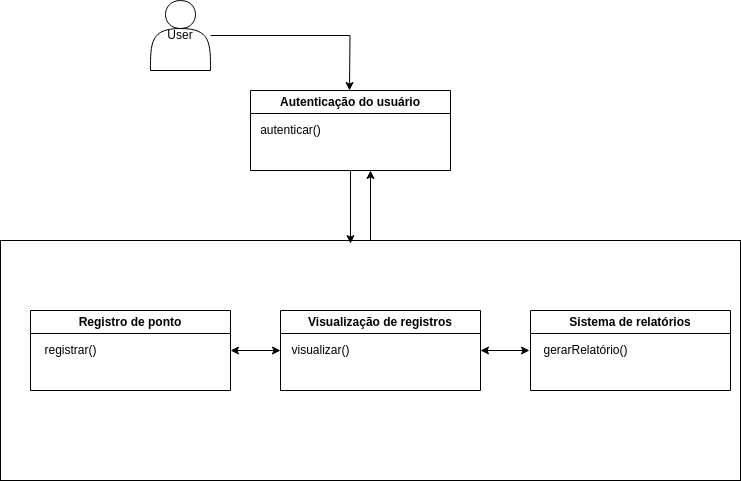 User
Autenticação do usuário
autenticar()
Registro de ponto
registrar()
Visualização de registros
visualizar()
Sistema de relatórios
gerarRelatório()